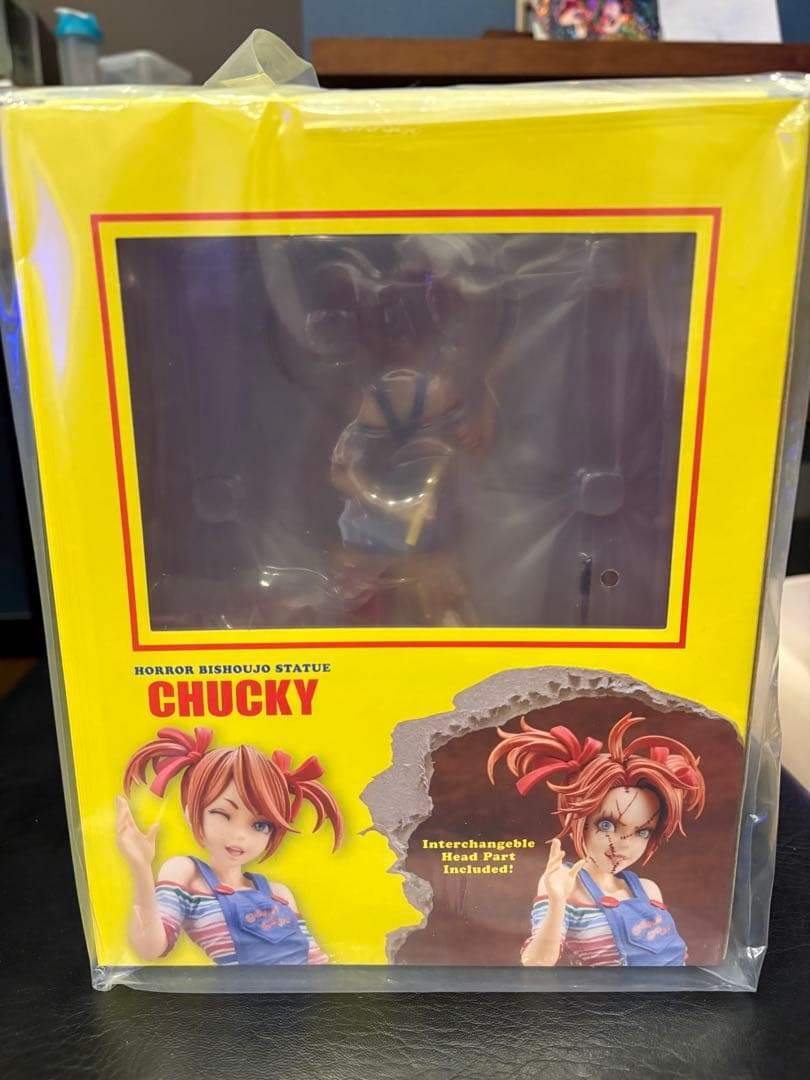 HORROR BISHOUJO STATUE
CHUCKY
Interchangeble
Head Part
Included!